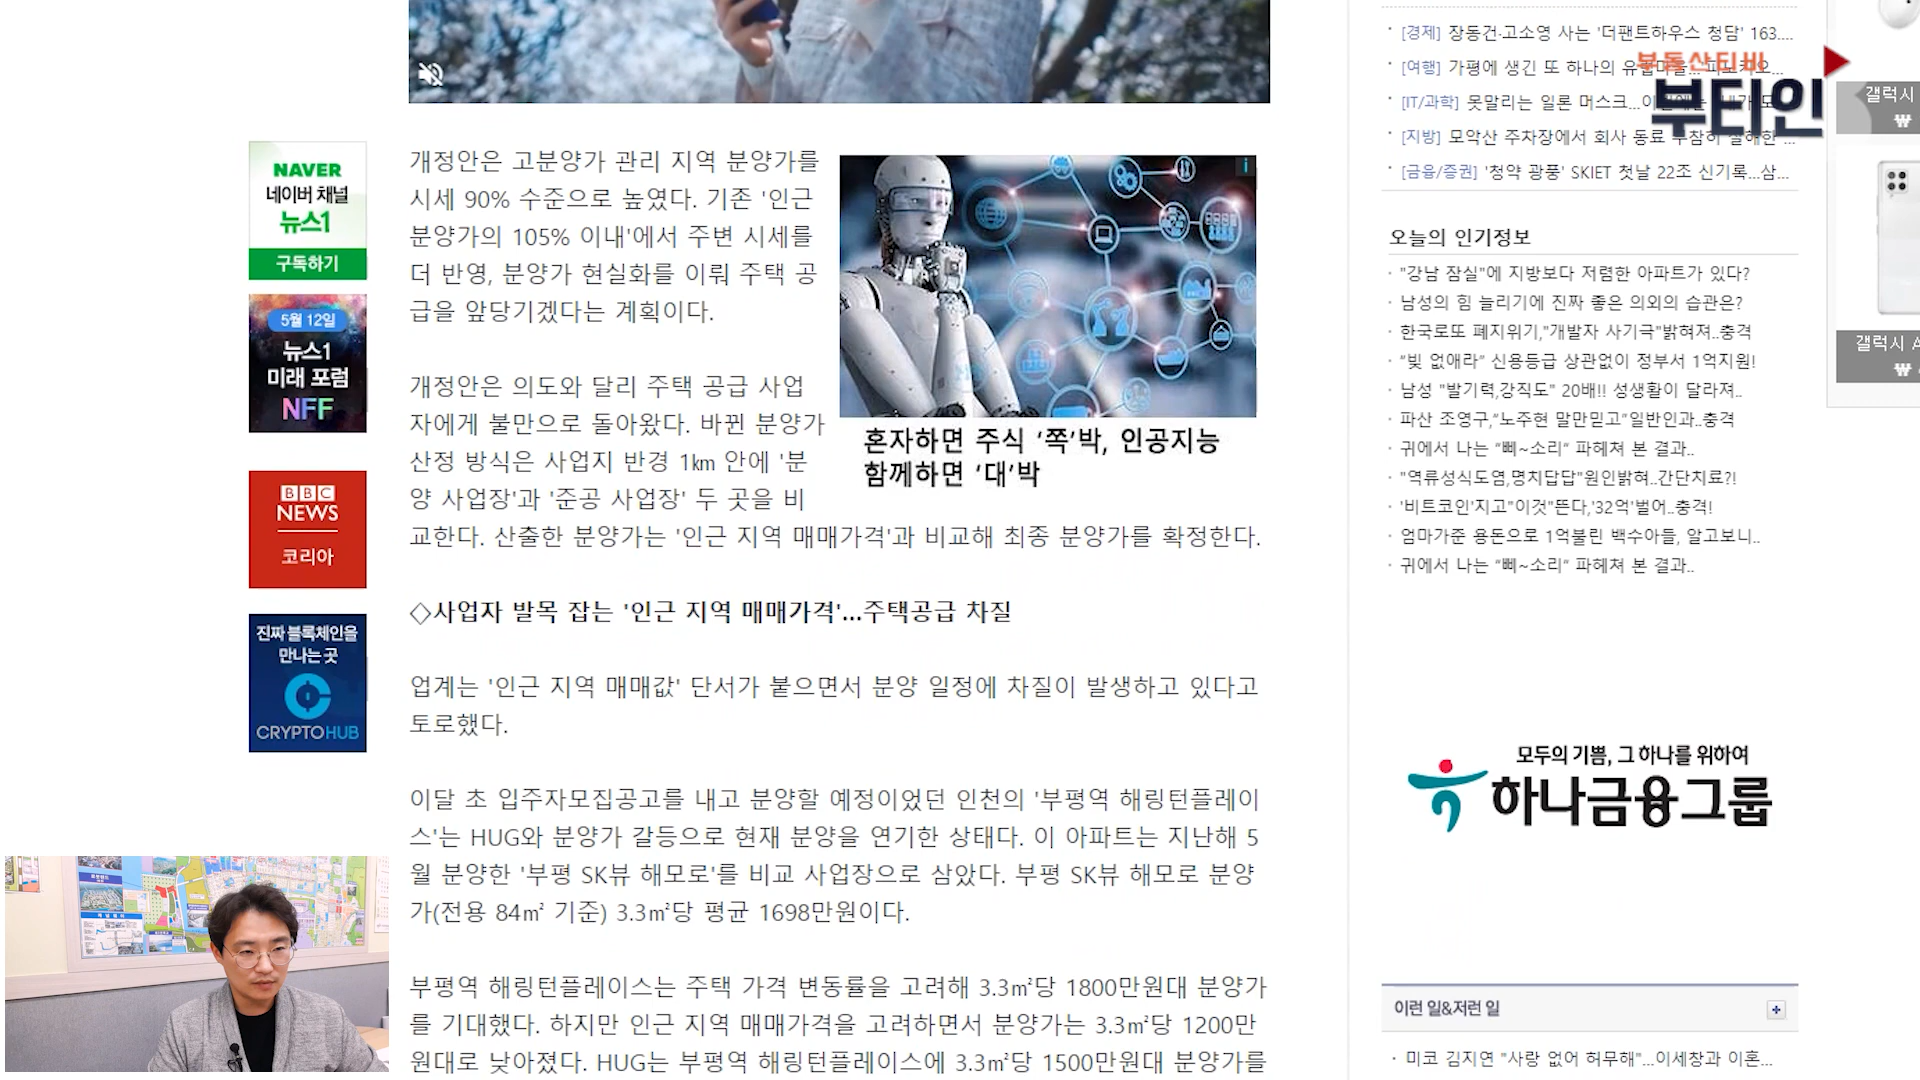 [경제] 장동건·고소영 사는 '더팬트하우스 청담' 163....
[여행] 가평에 생긴 또 하나의 유럽마을...
[IT/과학] 못말리는 일론 머스크...
[지방] 모악산 주차장에서 회사 동료
[금융/증권] '청약 광풍' SKIET 첫날 22조 신기록...삼...
부동산티비
부티인
갤럭시
₩
NAVER
네이버 채널
뉴스1
구독하기
5월 12일
뉴스1
미래 포럼
NFF
BBC
NEWS
코리아
진짜 블록체인을
만나는 곳
CRYPTOHUB
개정안은 고분양가 관리 지역 분양가를
시세 90% 수준으로 높였다. 기존 '인근
분양가의 105% 이내'에서 주변 시세를
더 반영, 분양가 현실화를 이뤄 주택 공
급을 앞당기겠다는 계획이다.
개정안은 의도와 달리 주택 공급 사업
자에게 불만으로 돌아왔다. 바뀐 분양가
산정 방식은 사업지 반경 1㎞ 안에 '분
양 사업장'과 '준공 사업장' 두 곳을 비
교한다. 산출한 분양가는 '인근 지역 매매가격'과 비교해 최종 분양가를 확정한다.
혼자하면 주식 '쪽'박, 인공지능
함께하면 '대'박
◇사업자 발목 잡는 '인근 지역 매매가격'...주택공급 차질
업계는 '인근 지역 매매값' 단서가 붙으면서 분양 일정에 차질이 발생하고 있다고
토로했다.
이달 초 입주자모집공고를 내고 분양할 예정이었던 인천의 '부평역 해링턴플레이
스'는 HUG와 분양가 갈등으로 현재 분양을 연기한 상태다. 이 아파트는 지난해 5
월 분양한 '부평 SK뷰 해모로'를 비교 사업장으로 삼았다. 부평 SK뷰 해모로 분양
가(전용 84㎡ 기준) 3.3㎡당 평균 1698만원이다.
부평역 해링턴플레이스는 주택 가격 변동률을 고려해 3.3㎡당 1800만원대 분양가
를 기대했다. 하지만 인근 지역 매매가격을 고려하면서 분양가는 3.3㎡당 1200만
원대로 낮아졌다. HUG는 부평역 해링턴플레이스에 3.3㎡당 1500만원대 분양가를
오늘의 인기정보
"강남 잠실"에 지방보다 저렴한 아파트가 있다?
남성의 힘 늘리기에 진짜 좋은 의외의 습관은?
한국로또 폐지위기,"개발자 사기극"밝혀져..충격
"빚 없애라" 신용등급 상관없이 정부서 1억지원!
남성 "발기력,강직도" 20배!! 성생활이 달라져..
파산 조영구,"노주현 말만믿고"일반인과..충격
귀에서 나는 "삐~소리" 파헤쳐 본 결과..
"역류성식도염,명치답답"원인밝혀..간단치료?!
'비트코인'지고"이것"뜬다,'32억'벌어..충격!
엄마가준 용돈으로 1억불린 백수아들, 알고보니..
귀에서 나는 "삐~소리" 파헤쳐 본 결과..
갤럭시 A
₩
모두의 기쁨, 그 하나를 위하여
하나금융그룹
이런 일&저런 일
미코 김지연 "사랑 없어 허무해"...이세창과 이혼...